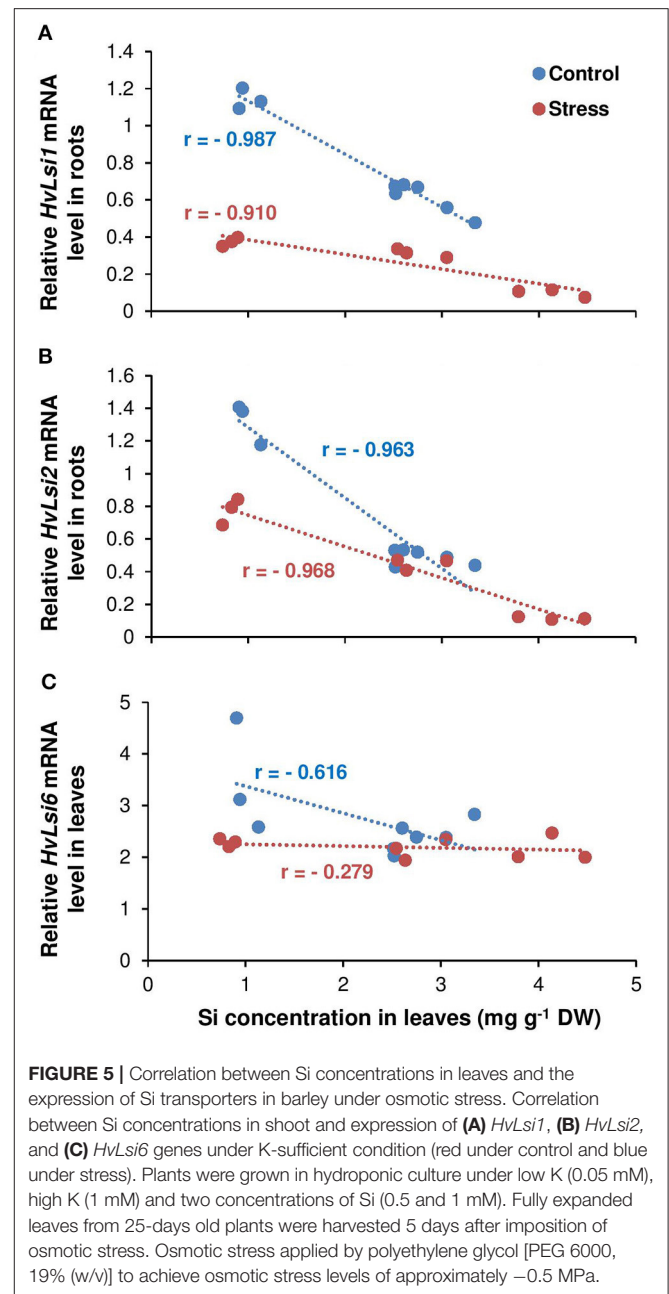 A
1.4
1.2
1
0.8
0.6
0.4
0.2
0
Relative HvLsi1 mRNA
level in roots
Control
Stress
r = - 0.987
r = - 0.910
B
1.6
1.4
1.2
1
0.8
0.6
0.4
0.2
0
Relative HvLsi2 mRNA
level in roots
r = - 0.963
r = - 0.968
C
5
4
3
2
1
0
Relative HvLsi6 mRNA
level in leaves
r = - 0.616
r = - 0.279
0 1 2 3 4 5
Si concentration in leaves (mg g-1 DW)
FIGURE 5 | Correlation between Si concentrations in leaves and the
expression of Si transporters in barley under osmotic stress. Correlation
between Si concentrations in shoot and expression of (A) HvLsi1, (B) HvLsi2,
and (C) HvLsi6 genes under K-sufficient condition (red under control and blue
under stress). Plants were grown in hydroponic culture under low K (0.05 mM),
high K (1 mM) and two concentrations of Si (0.5 and 1 mM). Fully expanded
leaves from 25-days old plants were harvested 5 days after imposition of
osmotic stress. Osmotic stress applied by polyethylene glycol [PEG 6000,
19% (w/v)] to achieve osmotic stress levels of approximately −0.5 MPa.